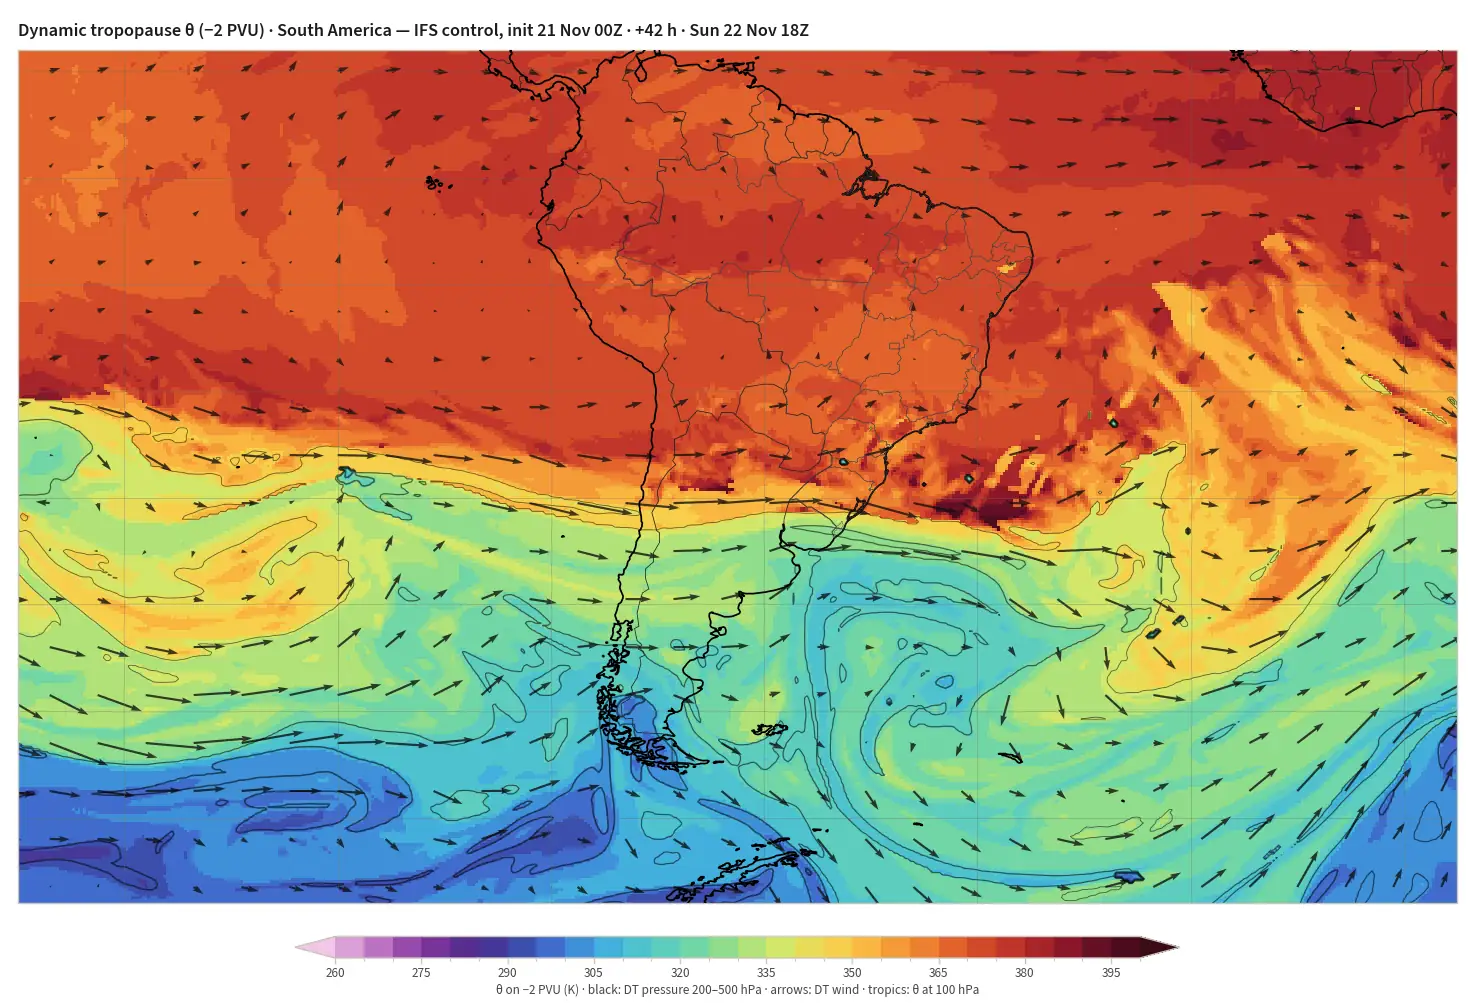 Dynamic tropopause θ (−2 PVU) · South America — IFS control, init 21 Nov 00Z · +42 h · Sun 22 Nov 18Z
260 275 290 305 320 335 350 365 380 395
θ on −2 PVU (K) · black: DT pressure 200–500 hPa · arrows: DT wind · tropics: θ at 100 hPa